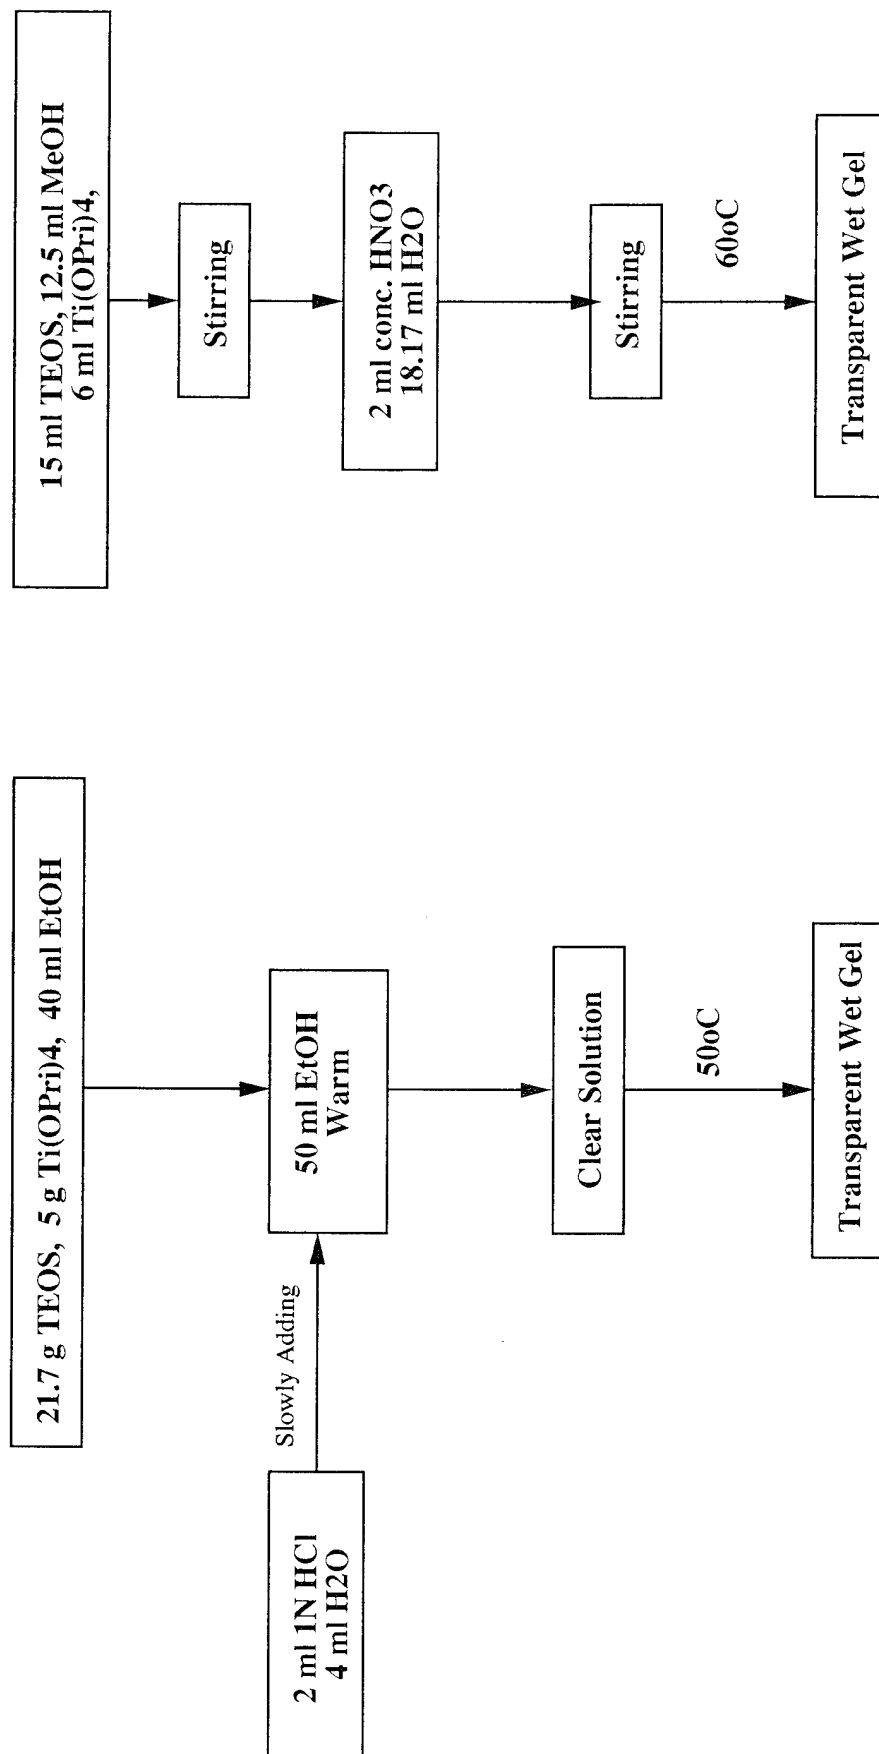 21.7 g TEOS, 5 g Ti(OPri)4, 40 ml EtOH
2 ml 1N HCl
4 ml H2O
Slowly Adding
50 ml EtOH
Warm
Clear Solution
50oC
Transparent Wet Gel
15 ml TEOS, 12.5 ml MeOH
6 ml Ti(OPri)4,
Stirring
2 ml conc. HNO3
18.17 ml H2O
Stirring
60oC
Transparent Wet Gel